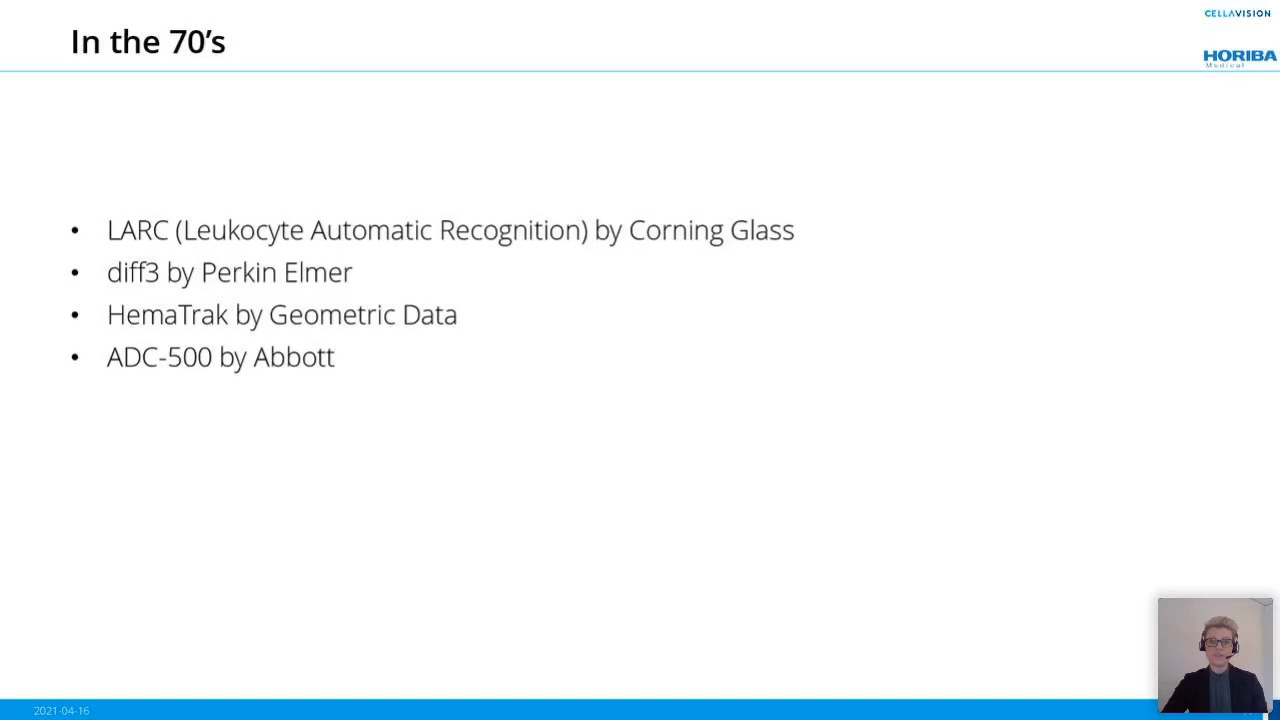 CELLAVISION
In the 70's
HORIBA
Medical
• LARC (Leukocyte Automatic Recognition) by Corning Glass
• diff3 by Perkin Elmer
• HemaTrak by Geometric Data
• ADC-500 by Abbott
2021-04-16